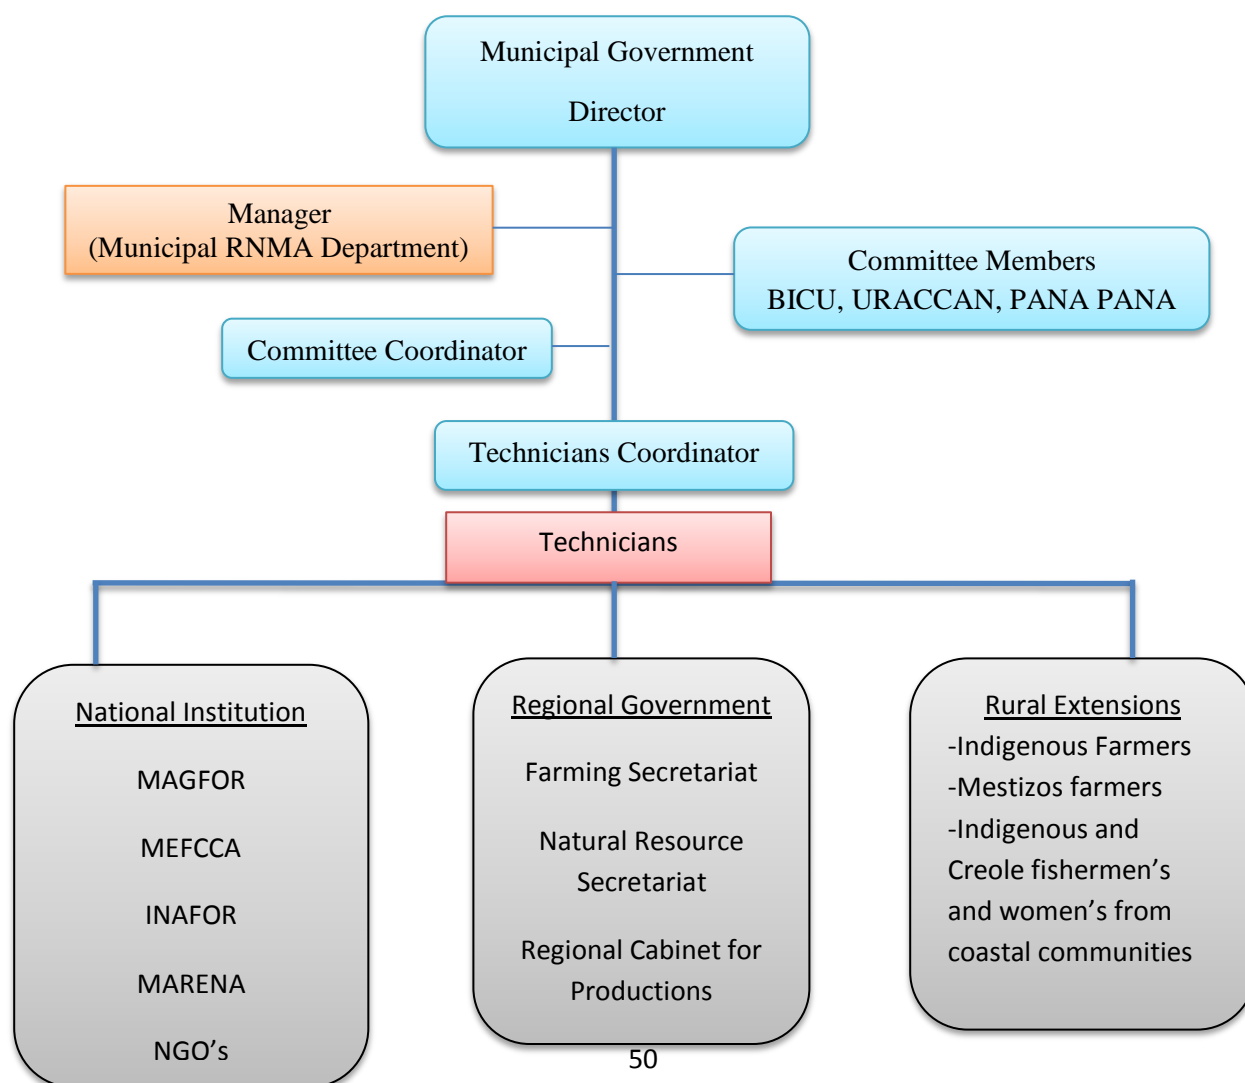 Municipal Government
Director
Manager
(Municipal RNMA Department)
Committee Members
BICU, URACCAN, PANA PANA
Committee Coordinator
Technicians Coordinator
Technicians
National Institution
MAGFOR
MEFCCA
INAFOR
MARENA
NGO’s
Regional Government
Farming Secretariat
Natural Resource
Secretariat
Regional Cabinet for
Productions
Rural Extensions
-Indigenous Farmers
-Mestizos farmers
-Indigenous and
Creole fishermen’s
and women’s from
coastal communities
50